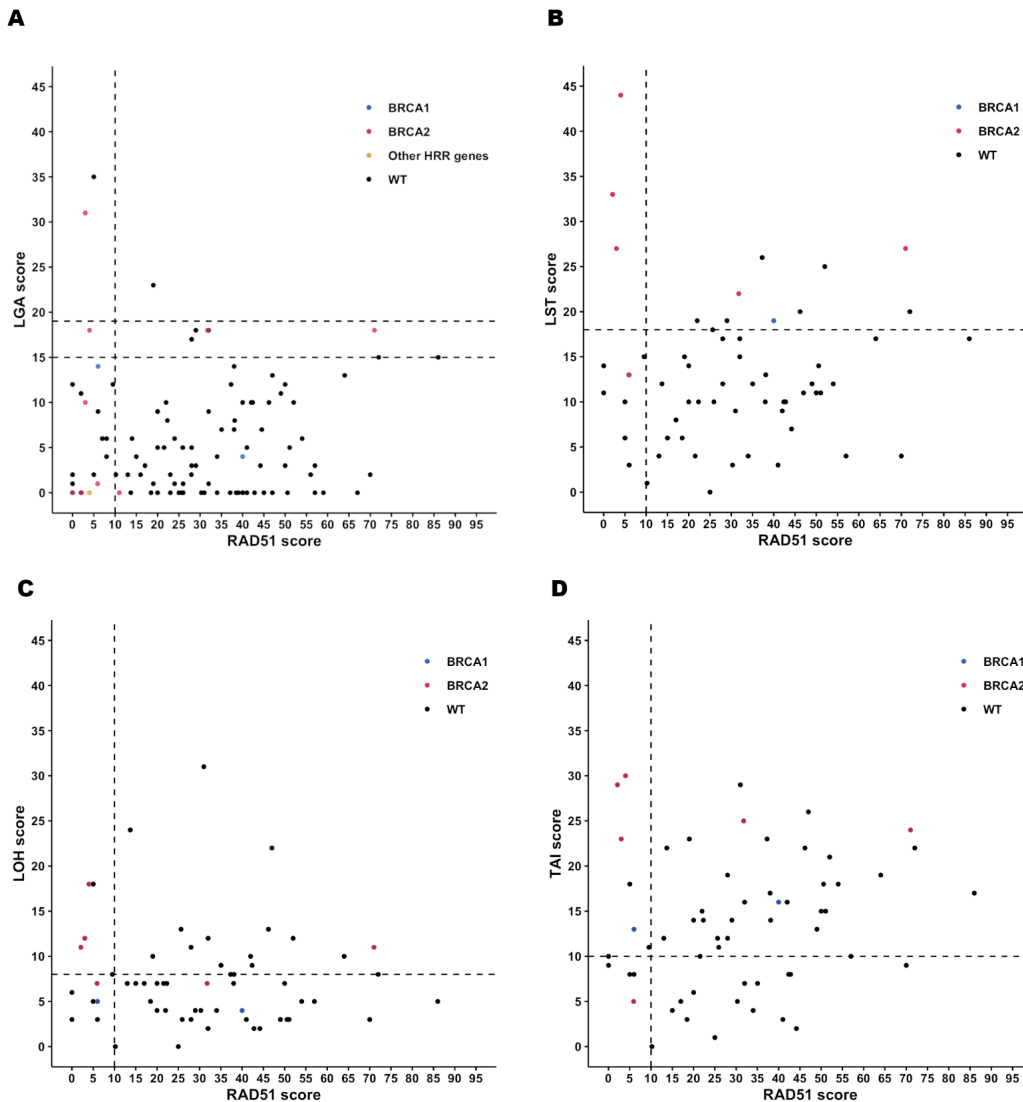 A
LGA score
45
40
35
30
25
20
15
10
5
0
0 5 10 15 20 25 30 35 40 45 50 55 60 65 70 75 80 85 90 95
RAD51 score
BRCA1
BRCA2
Other HRR genes
WT
B
LST score
45
40
35
30
25
20
15
10
5
0
0 5 10 15 20 25 30 35 40 45 50 55 60 65 70 75 80 85 90 95
RAD51 score
BRCA1
BRCA2
WT
C
LOH score
45
40
35
30
25
20
15
10
5
0
0 5 10 15 20 25 30 35 40 45 50 55 60 65 70 75 80 85 90 95
RAD51 score
BRCA1
BRCA2
WT
D
TAI score
45
40
35
30
25
20
15
10
5
0
0 5 10 15 20 25 30 35 40 45 50 55 60 65 70 75 80 85 90 95
RAD51 score
BRCA1
BRCA2
WT